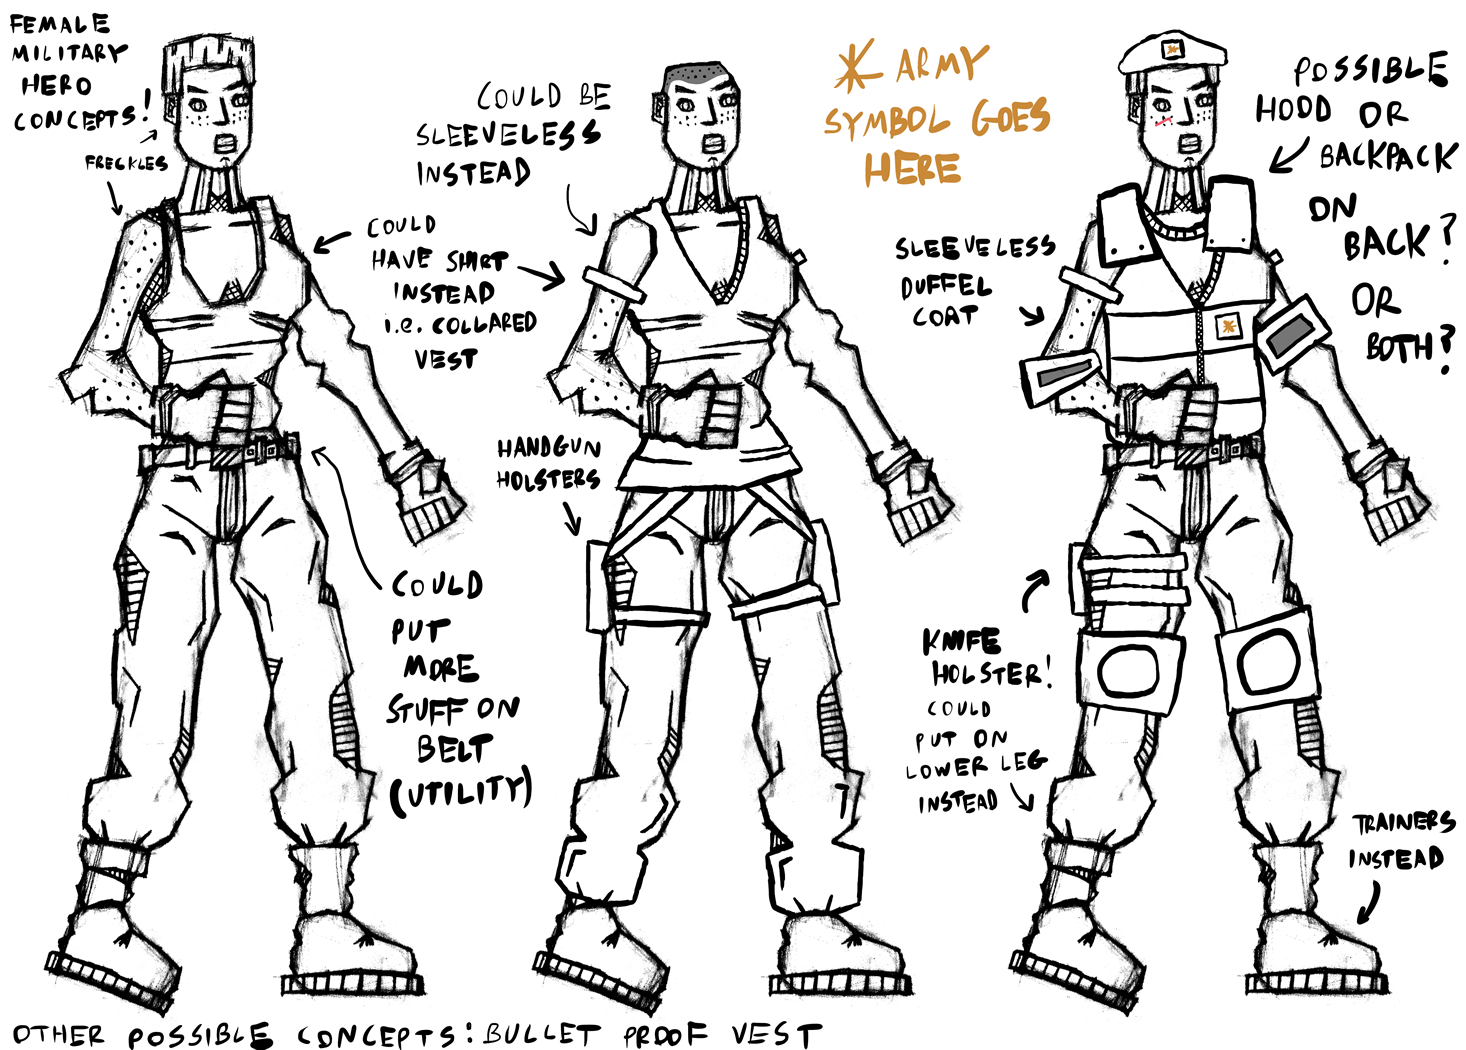 FEMALE
MILITARY
HERO
CONCEPTS!
FRECKLES
COULD BE
SLEEVELESS
INSTEAD
COULD
HAVE SHIRT
INSTEAD
i.e. COLLARED
VEST
HANDGUN
HOLSTERS
COULD
PUT
MORE
STUFF ON
BELT
(UTILITY)
* ARMY
SYMBOL GOES
HERE
SLEEVELESS
DUFFEL
COAT
POSSIBLE
HOOD OR
BACKPACK
ON
BACK?
OR
BOTH?
KNIFE
HOLSTER!
COULD
PUT ON
LOWER LEG
INSTEAD
TRAINERS
INSTEAD
OTHER POSSIBLE CONCEPTS: BULLET PROOF VEST